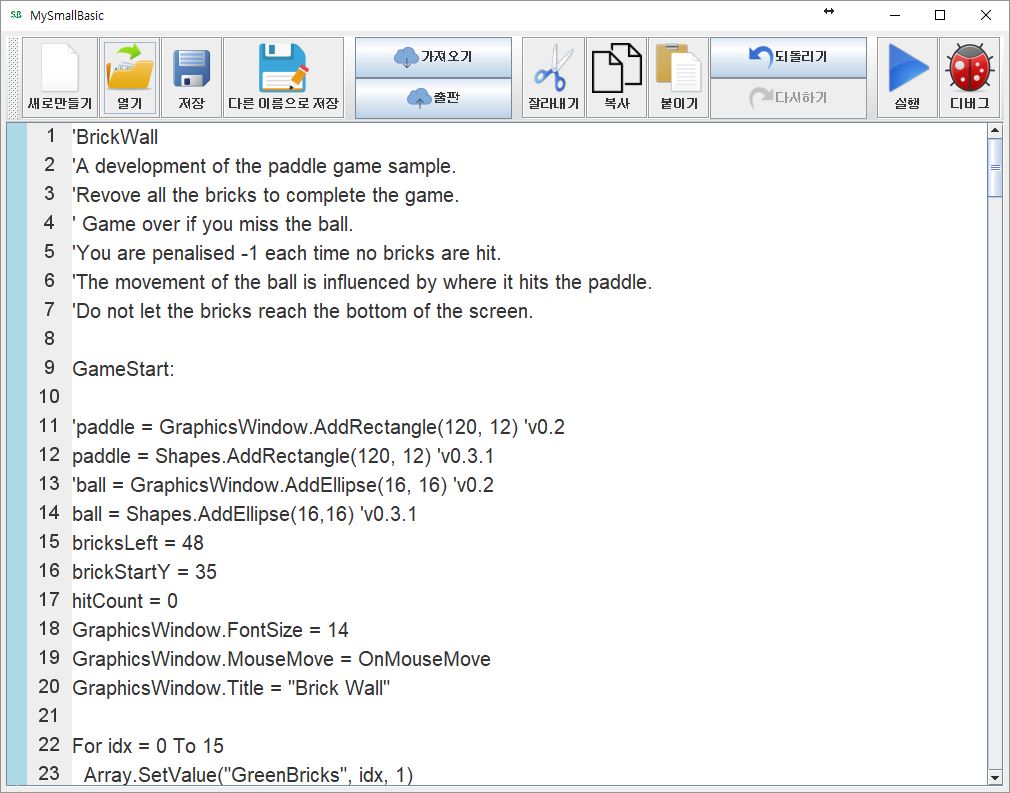 SB MySmallBasic
새로만들기 열기 저장 다른 이름으로 저장 가져오기 출판 잘라내기 복사 붙이기 되돌리기 다시하기 실행 디버그
1 'BrickWall
2 'A development of the paddle game sample.
3 'Revove all the bricks to complete the game.
4 ' Game over if you miss the ball.
5 'You are penalised -1 each time no bricks are hit.
6 'The movement of the ball is influenced by where it hits the paddle.
7 'Do not let the bricks reach the bottom of the screen.
8
9 GameStart:
10
11 'paddle = GraphicsWindow.AddRectangle(120, 12) 'v0.2
12 paddle = Shapes.AddRectangle(120, 12) 'v0.3.1
13 'ball = GraphicsWindow.AddEllipse(16, 16) 'v0.2
14 ball = Shapes.AddEllipse(16,16) 'v0.3.1
15 bricksLeft = 48
16 brickStartY = 35
17 hitCount = 0
18 GraphicsWindow.FontSize = 14
19 GraphicsWindow.MouseMove = OnMouseMove
20 GraphicsWindow.Title = "Brick Wall"
21
22 For idx = 0 To 15
23 Array.SetValue("GreenBricks", idx, 1)